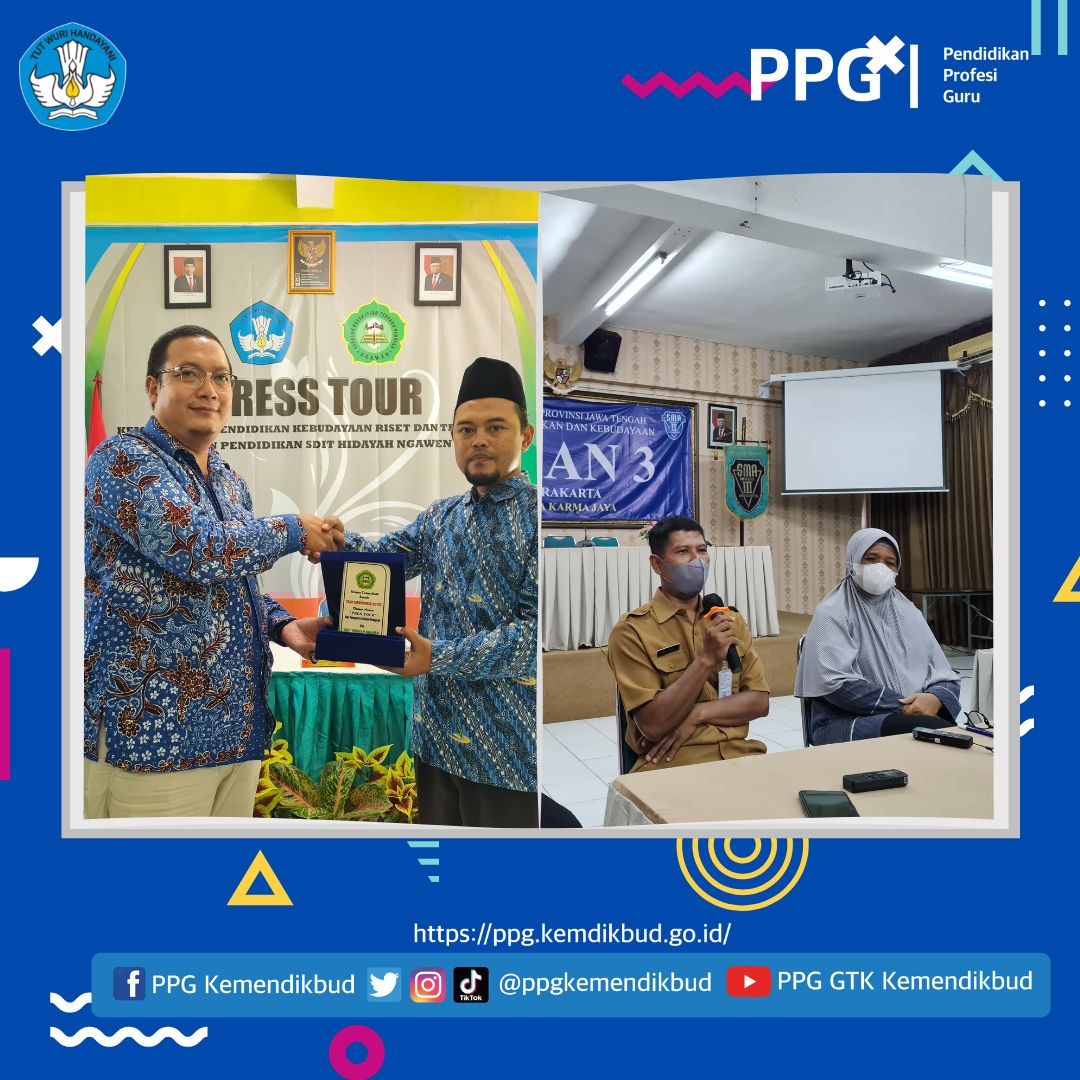 TUT WURI HANDAYANI
PPG
Pendidikan
Profesi
Guru
PRESS TOUR
PENDIDIKAN KEBUDAYAAN RISET DAN
PENDIDIKAN SDIT HIDAYAH NGAWEN
PROVINSI JAWA TENGAH
KAN DAN KEBUDAYAAN
AN 3
RAKARTA
A KARMA JAYA
SMA
III
https://ppg.kemdikbud.go.id/
PPG Kemendikbud
TikTok
@ppgkemendikbud
PPG GTK Kemendikbud